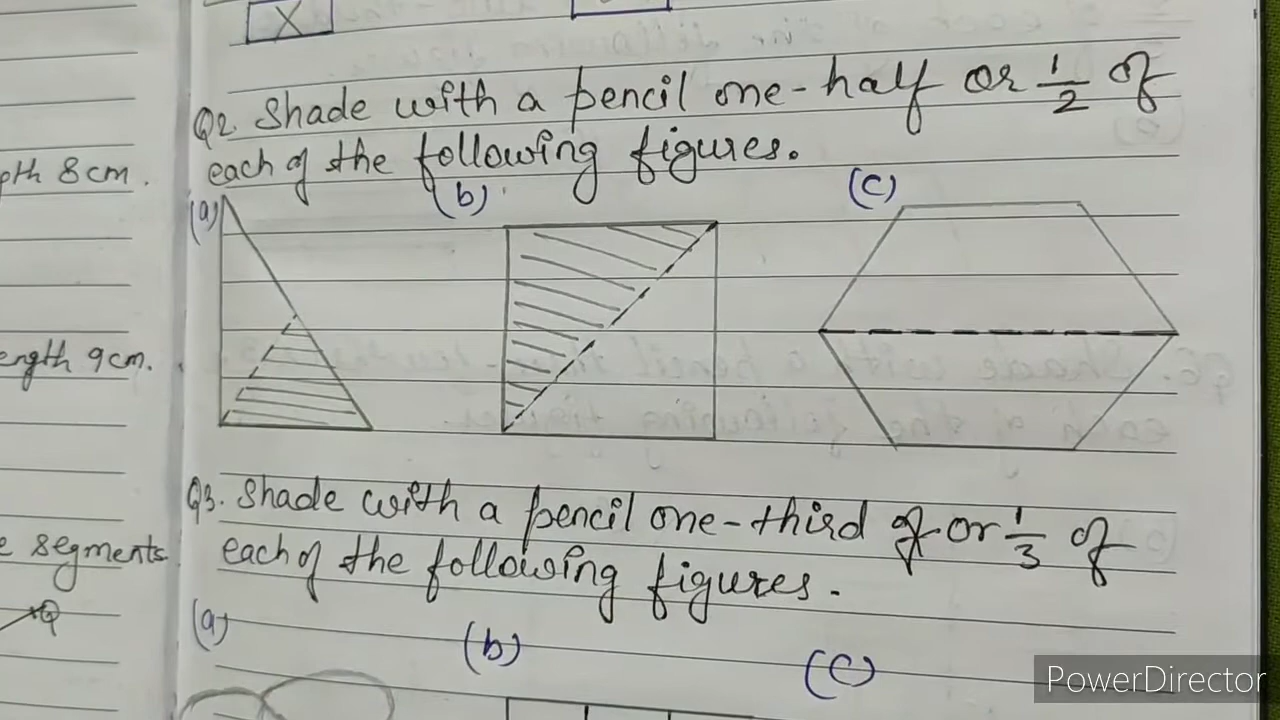 X
Q2. Shade with a pencil one-half or 1/2 of
each of the following figures.
(a) (b) (c)
Q3. Shade with a pencil one-third of or 1/3 of
each of the following figures.
(a) (b) (c)
pth 8cm.
ength 9cm.
e segments
Q
PowerDirector